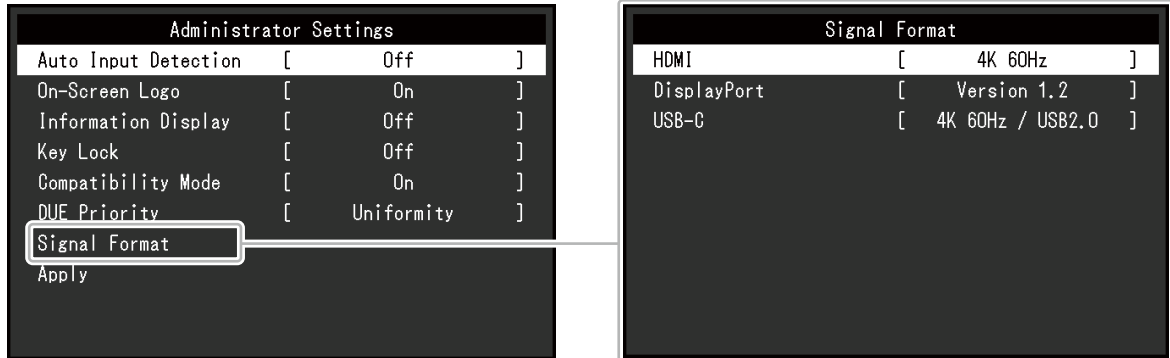 Administrator Settings
Auto Input Detection [ Off ]
On-Screen Logo [ On ]
Information Display [ Off ]
Key Lock [ Off ]
Compatibility Mode [ On ]
DUE Priority [ Uniformity ]
Signal Format
Apply
Signal Format
HDMI [ 4K 60Hz ]
DisplayPort [ Version 1.2 ]
USB-C [ 4K 60Hz / USB2.0 ]